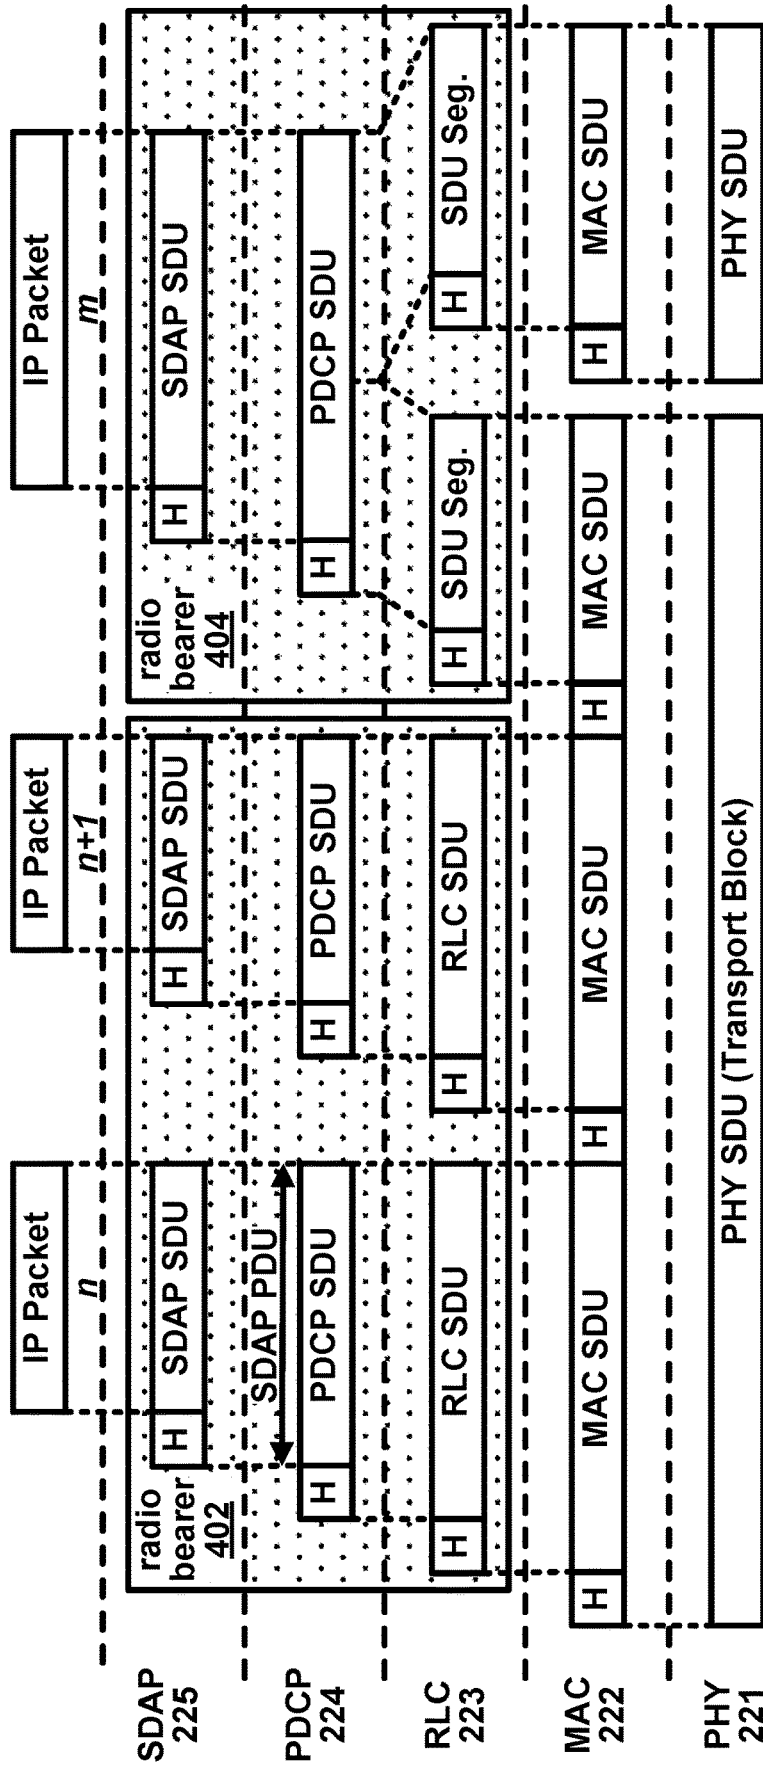 IP Packet
IP Packet
IP Packet
n
n+1
m
SDAP
225
radio
bearer
402
H
SDAP SDU
H
SDAP SDU
radio
bearer
404
H
SDAP SDU
SDAP PDU
PDCP
224
H
PDCP SDU
H
PDCP SDU
H
PDCP SDU
RLC
223
H
RLC SDU
H
RLC SDU
H
SDU Seg.
H
SDU Seg.
MAC
222
H
MAC SDU
H
MAC SDU
H
MAC SDU
H
MAC SDU
PHY
221
PHY SDU (Transport Block)
PHY SDU